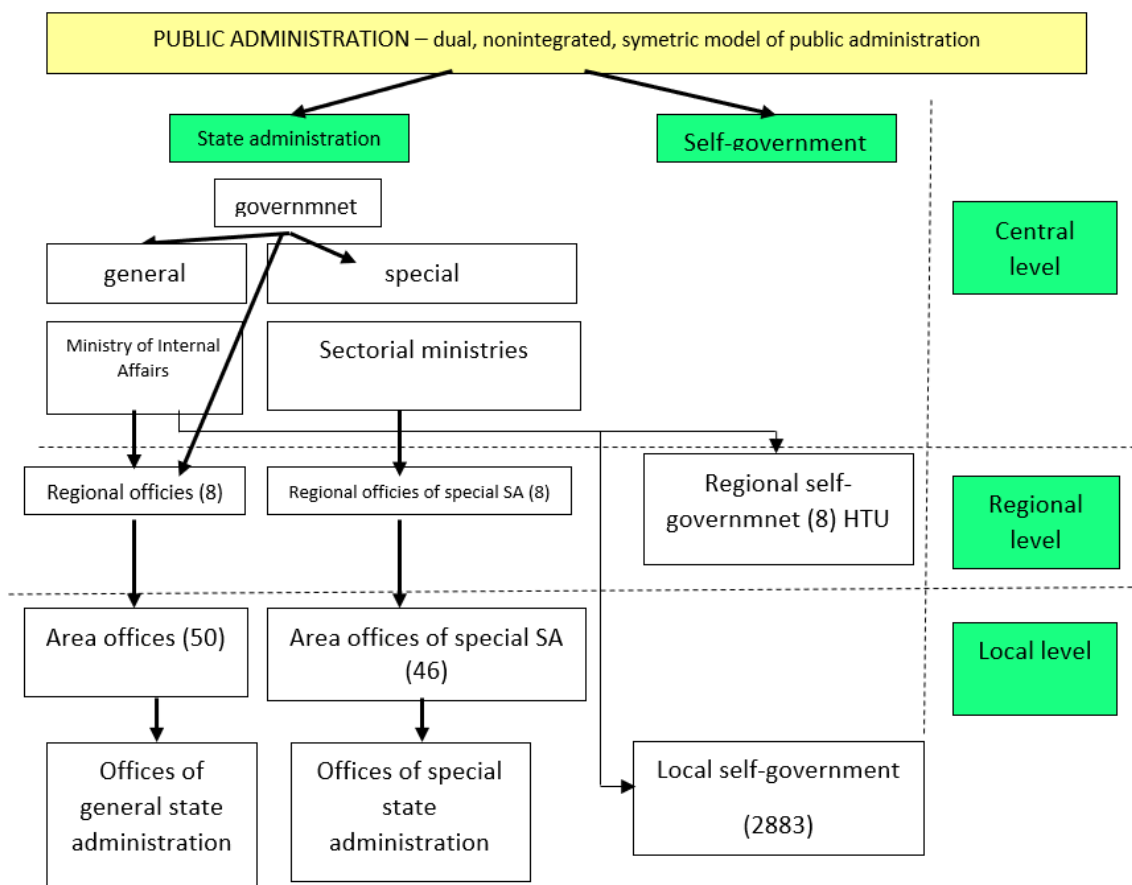 PUBLIC ADMINISTRATION – dual, nonintegrated, symetric model of public administration
State administration
Self-government
governmnet
general
special
Central
level
Ministry of Internal
Affairs
Sectorial ministries
Regional officies (8)
Regional officies of special SA (8)
Regional self-
governmnet (8) HTU
Regional
level
Area offices (50)
Area offices of special SA
(46)
Local level
Offices of
general state
administration
Offices of special
state
administration
Local self-government
(2883)